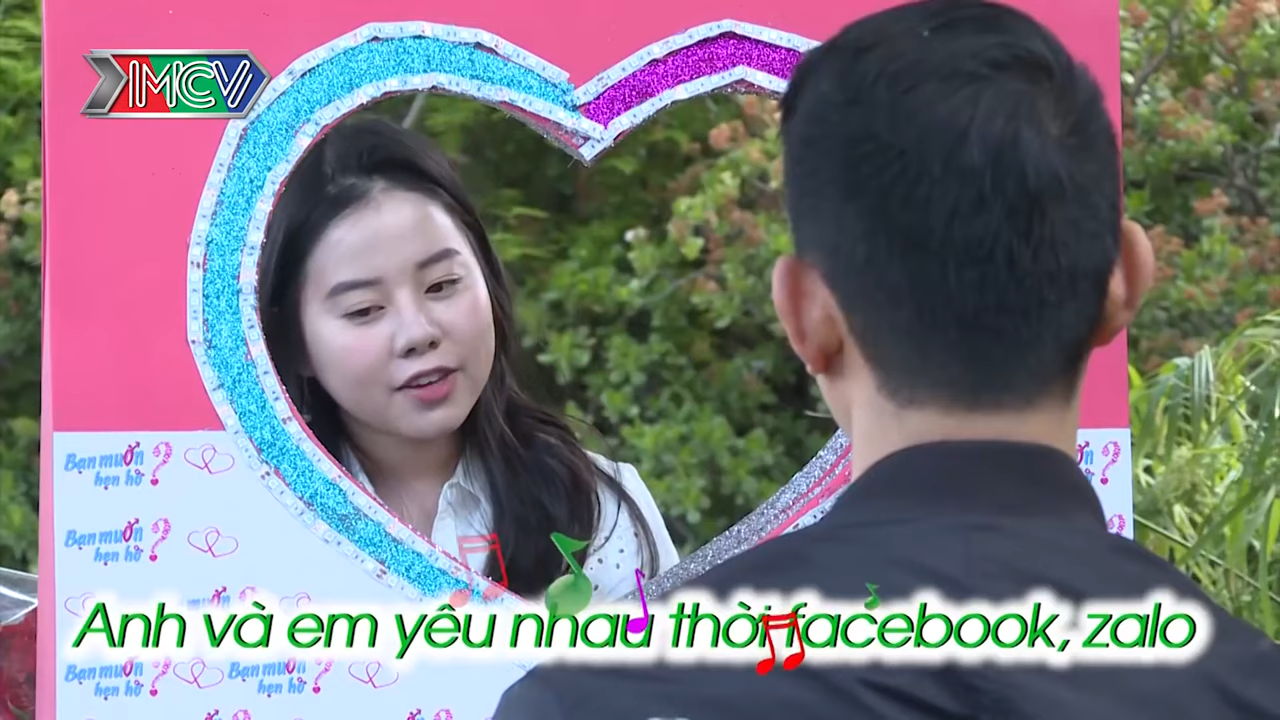 MCV
Bạn muốn
hẹn hò ?
Bạn muốn
hẹn hò ?
Anh và em yêu nhau thời facebook, zalo
Bạn muốn
hẹn hò ?
Bạn muốn
hẹn hò ?